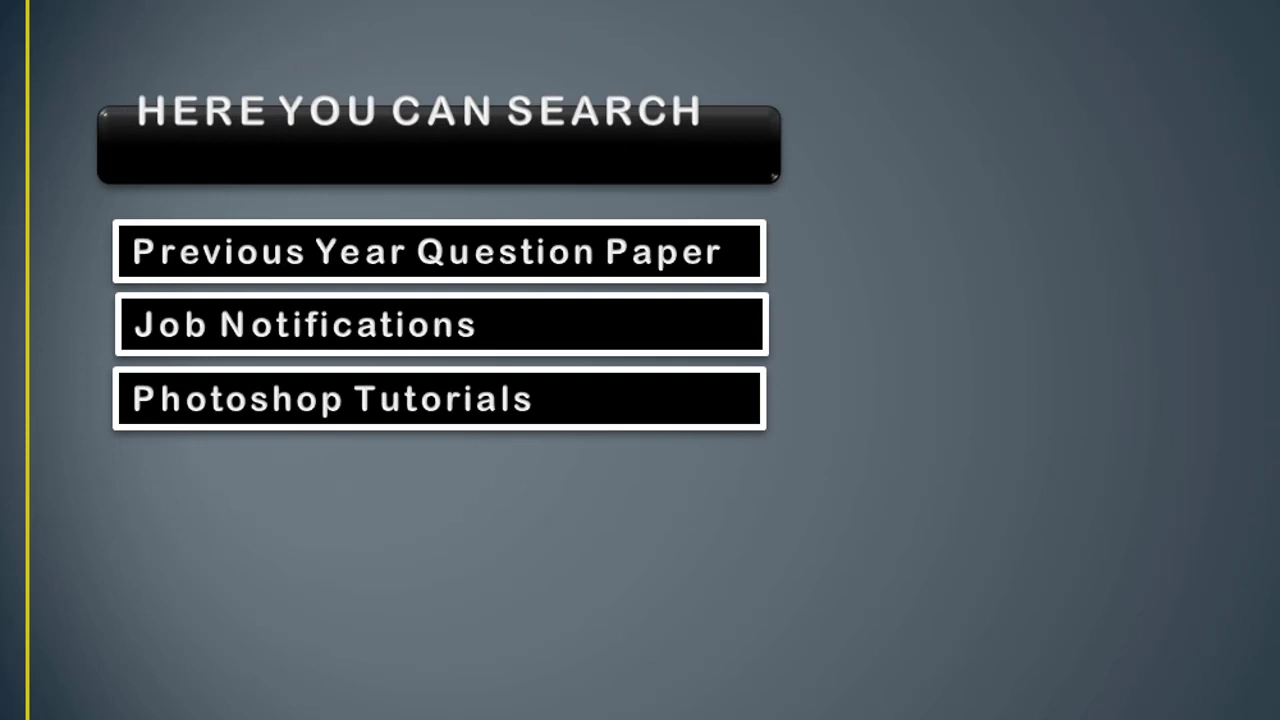 HERE YOU CAN SEARCH
Previous Year Question Paper
Job Notifications
Photoshop Tutorials